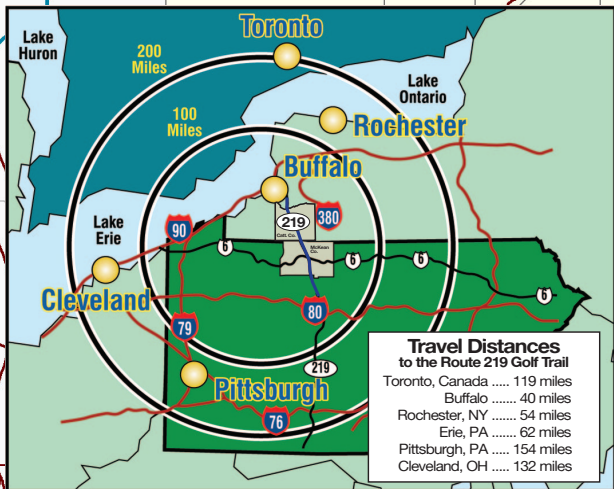 Toronto
Lake
Huron
200
Miles
Lake
Ontario
100
Miles
Rochester
Buffalo
Lake
Erie
90
219
380
Catt. Co.
McKean
Co.
6
6
6
6
Cleveland
80
79
219
Pittsburgh
76
Travel Distances
to the Route 219 Golf Trail
Toronto, Canada ..... 119 miles
Buffalo ....... 40 miles
Rochester, NY ..... 54 miles
Erie, PA ....... 62 miles
Pittsburgh, PA ..... 154 miles
Cleveland, OH ..... 132 miles